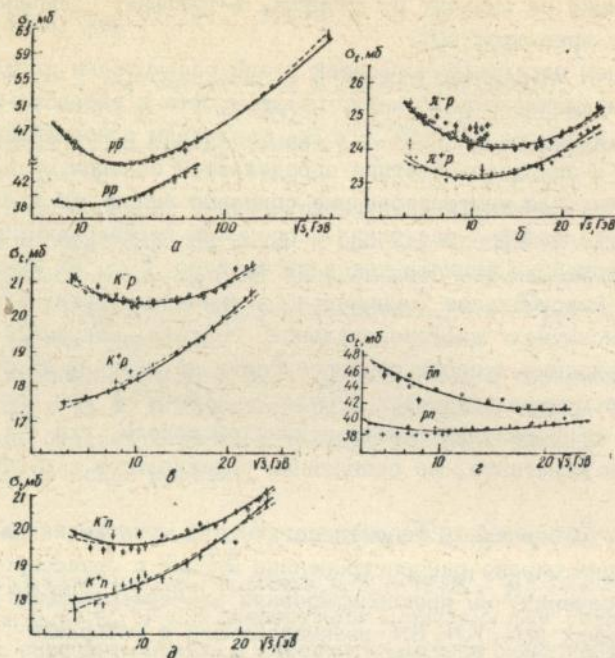 σt, мб
63
59
55
51
47
42
38
p̄p
pp
10
100
√s, ГэВ
а
σt, мб
26
25
24
23
π⁻p
π⁺p
10
20
√s, ГэВ
б
σt, мб
21
20
19
18
17
K⁻p
K⁺p
10
20
√s, ГэВ
в
σt, мб
48
46
44
42
40
38
p̄n
pn
10
20
√s, ГэВ
г
σt, мб
21
20
19
18
K⁻n
K⁺n
10
20
√s, ГэВ
д